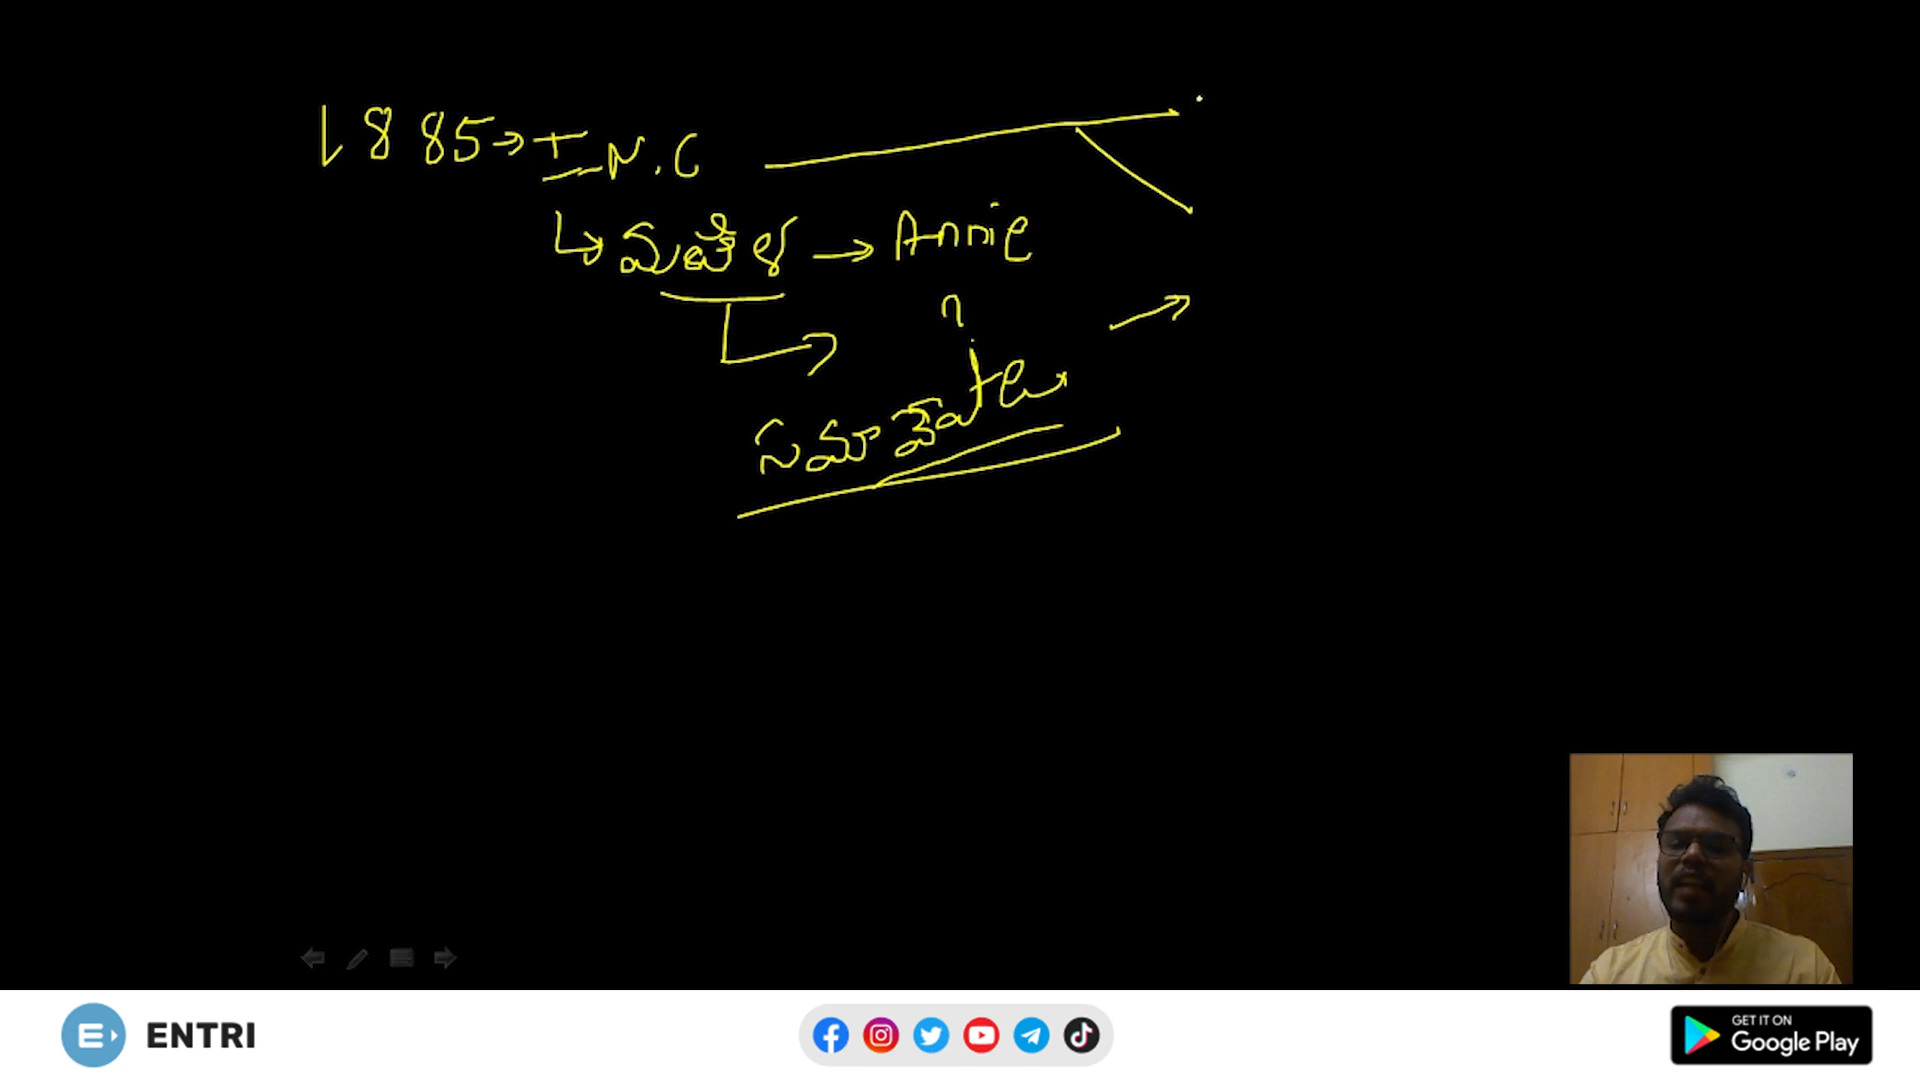 1885→ I.N.C
↳ మహిళ → Annie
సమావేశాలు
ENTRI
GET IT ON
Google Play